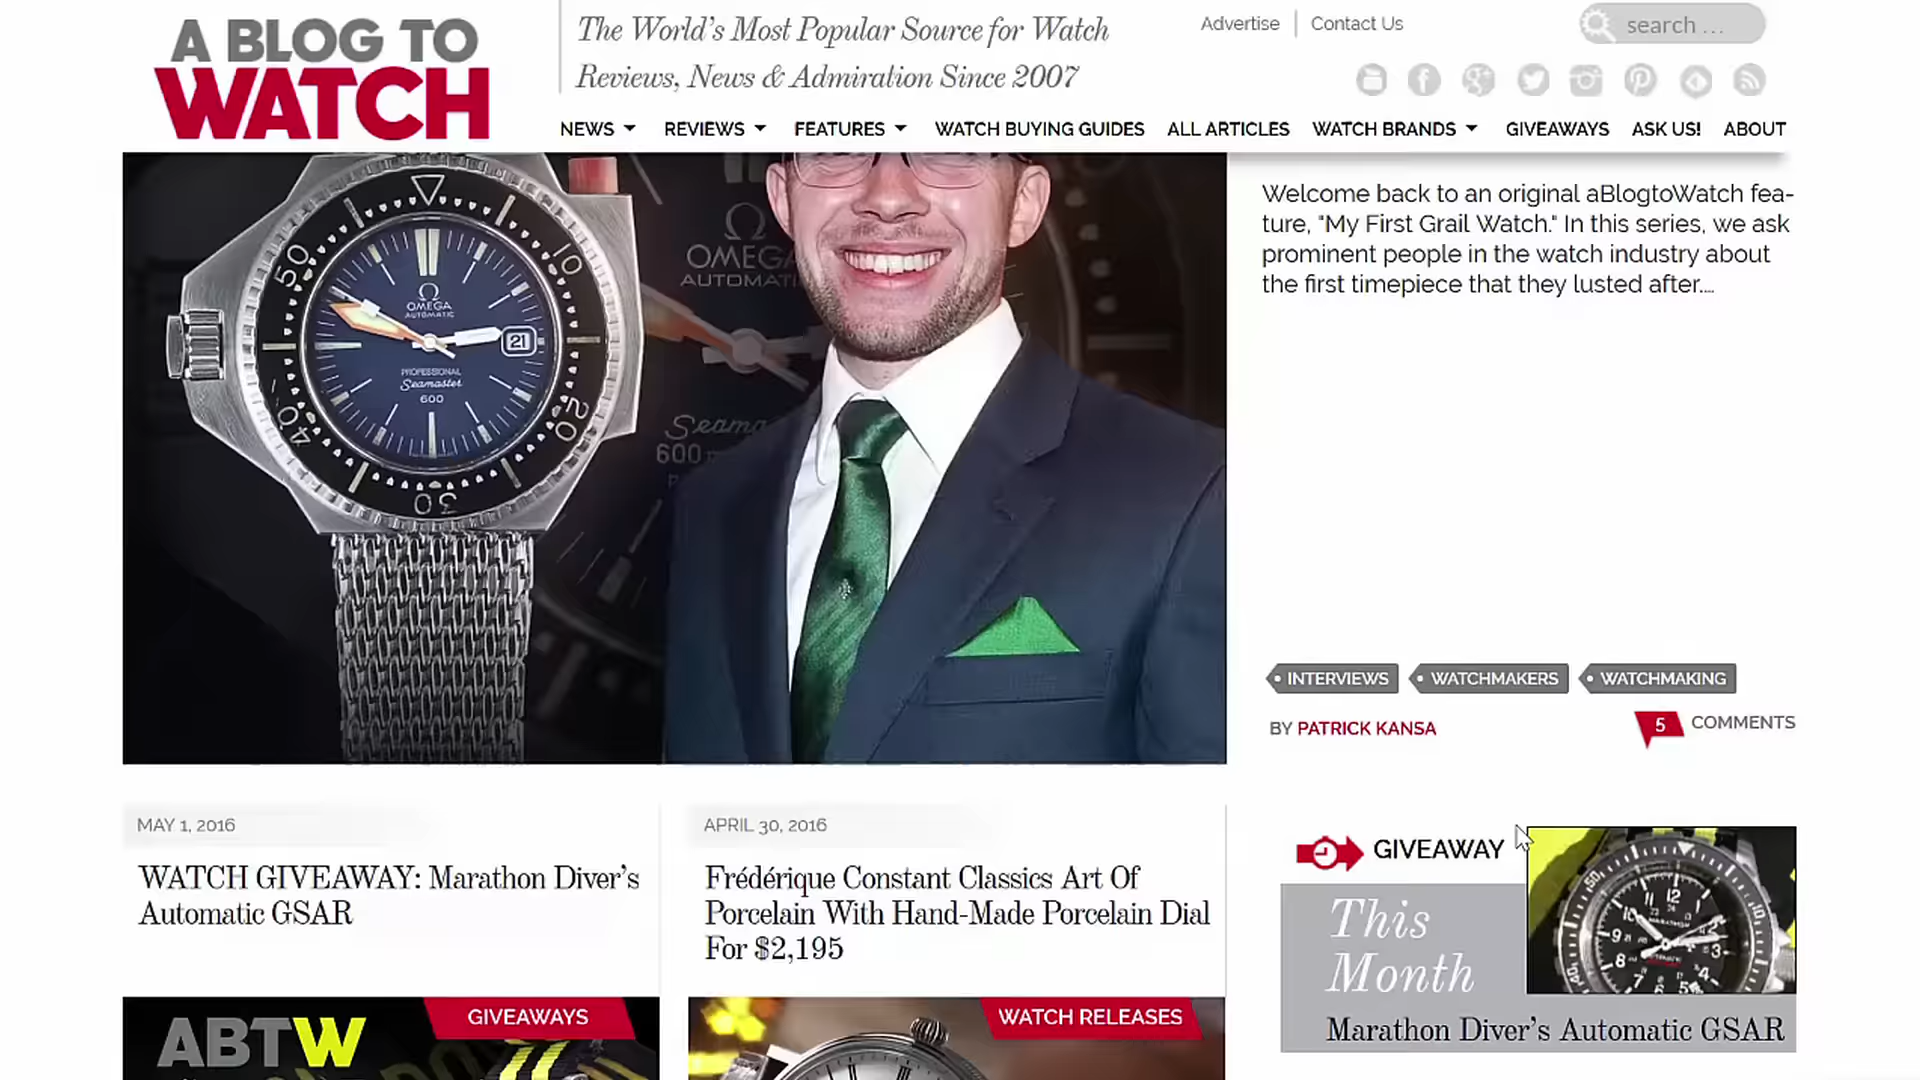 A BLOG TO
WATCH
The World's Most Popular Source for Watch
Reviews, News & Admiration Since 2007
Advertise
Contact Us
search ...
NEWS
REVIEWS
FEATURES
WATCH BUYING GUIDES
ALL ARTICLES
WATCH BRANDS
GIVEAWAYS
ASK US!
ABOUT
50
10
20
30
40
OMEGA
AUTOMATIC
21
PROFESSIONAL
Seamaster
600
OMEGA
AUTOMATI
Seama
600
Welcome back to an original aBlogtoWatch fea-
ture, "My First Grail Watch." In this series, we ask
prominent people in the watch industry about
the first timepiece that they lusted after....
INTERVIEWS
WATCHMAKERS
WATCHMAKING
BY PATRICK KANSA
5 COMMENTS
MAY 1, 2016
WATCH GIVEAWAY: Marathon Diver's
Automatic GSAR
GIVEAWAYS
ABTW
APRIL 30, 2016
Frédérique Constant Classics Art Of
Porcelain With Hand-Made Porcelain Dial
For $2,195
WATCH RELEASES
GIVEAWAY
This
Month
MARATHON
Marathon Diver's Automatic GSAR